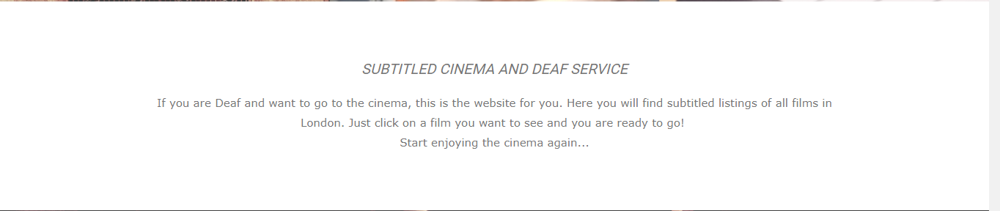 SUBTITLED CINEMA AND DEAF SERVICE
If you are Deaf and want to go to the cinema, this is the website for you. Here you will find subtitled listings of all films in
London. Just click on a film you want to see and you are ready to go!
Start enjoying the cinema again...